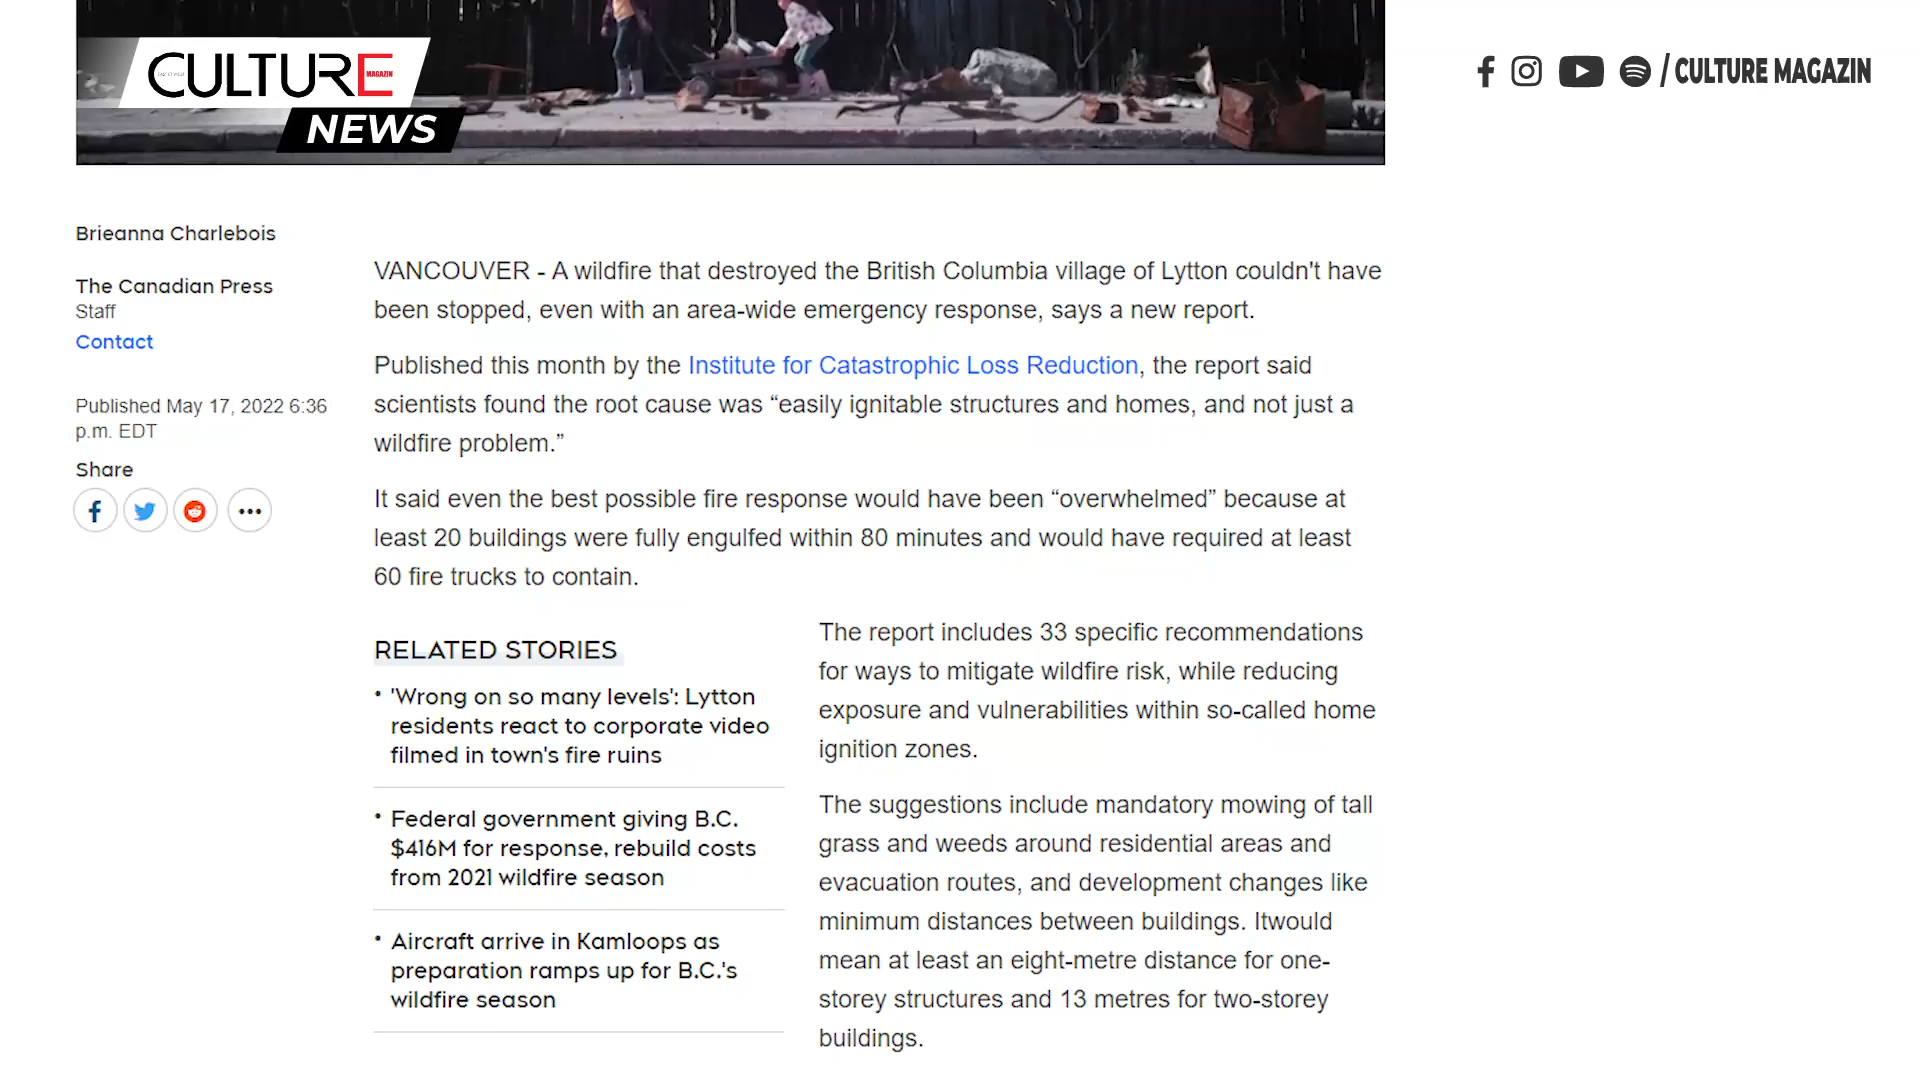 CULTURE
MAGAZIN
NEWS
/ CULTURE MAGAZIN
Brieanna Charlebois
The Canadian Press
Staff
Contact
Published May 17, 2022 6:36
p.m. EDT
Share
VANCOUVER - A wildfire that destroyed the British Columbia village of Lytton couldn't have
been stopped, even with an area-wide emergency response, says a new report.
Published this month by the Institute for Catastrophic Loss Reduction, the report said
scientists found the root cause was “easily ignitable structures and homes, and not just a
wildfire problem.”
It said even the best possible fire response would have been “overwhelmed” because at
least 20 buildings were fully engulfed within 80 minutes and would have required at least
60 fire trucks to contain.
RELATED STORIES
• 'Wrong on so many levels': Lytton
residents react to corporate video
filmed in town's fire ruins
• Federal government giving B.C.
$416M for response, rebuild costs
from 2021 wildfire season
• Aircraft arrive in Kamloops as
preparation ramps up for B.C.'s
wildfire season
The report includes 33 specific recommendations
for ways to mitigate wildfire risk, while reducing
exposure and vulnerabilities within so-called home
ignition zones.
The suggestions include mandatory mowing of tall
grass and weeds around residential areas and
evacuation routes, and development changes like
minimum distances between buildings. Itwould
mean at least an eight-metre distance for one-
storey structures and 13 metres for two-storey
buildings.